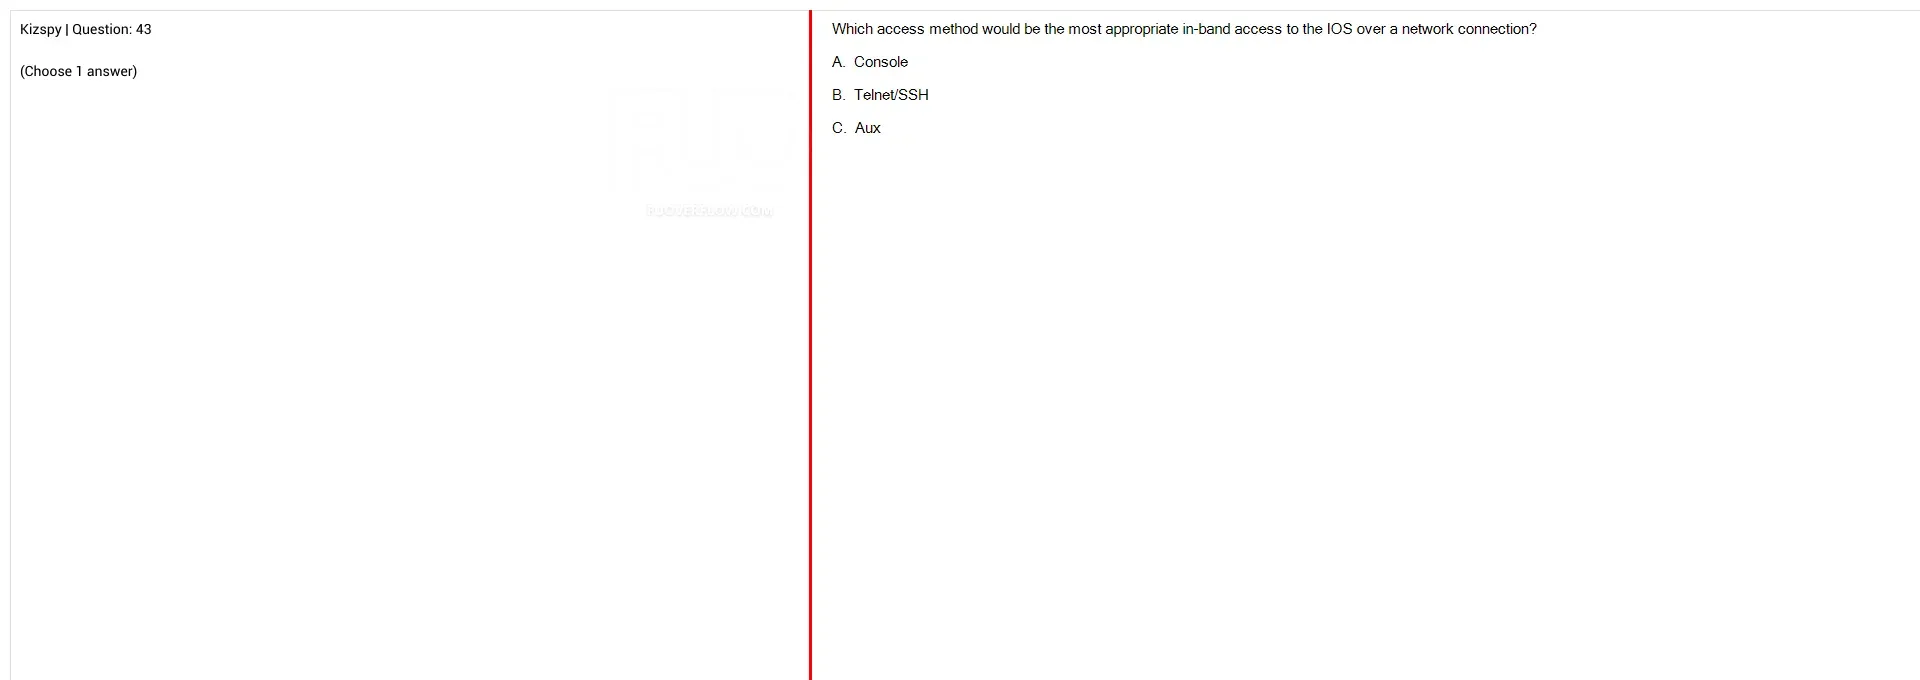 Kizspy | Question: 43
(Choose 1 answer)
Which access method would be the most appropriate in-band access to the IOS over a network connection?
A. Console
B. Telnet/SSH
C. Aux